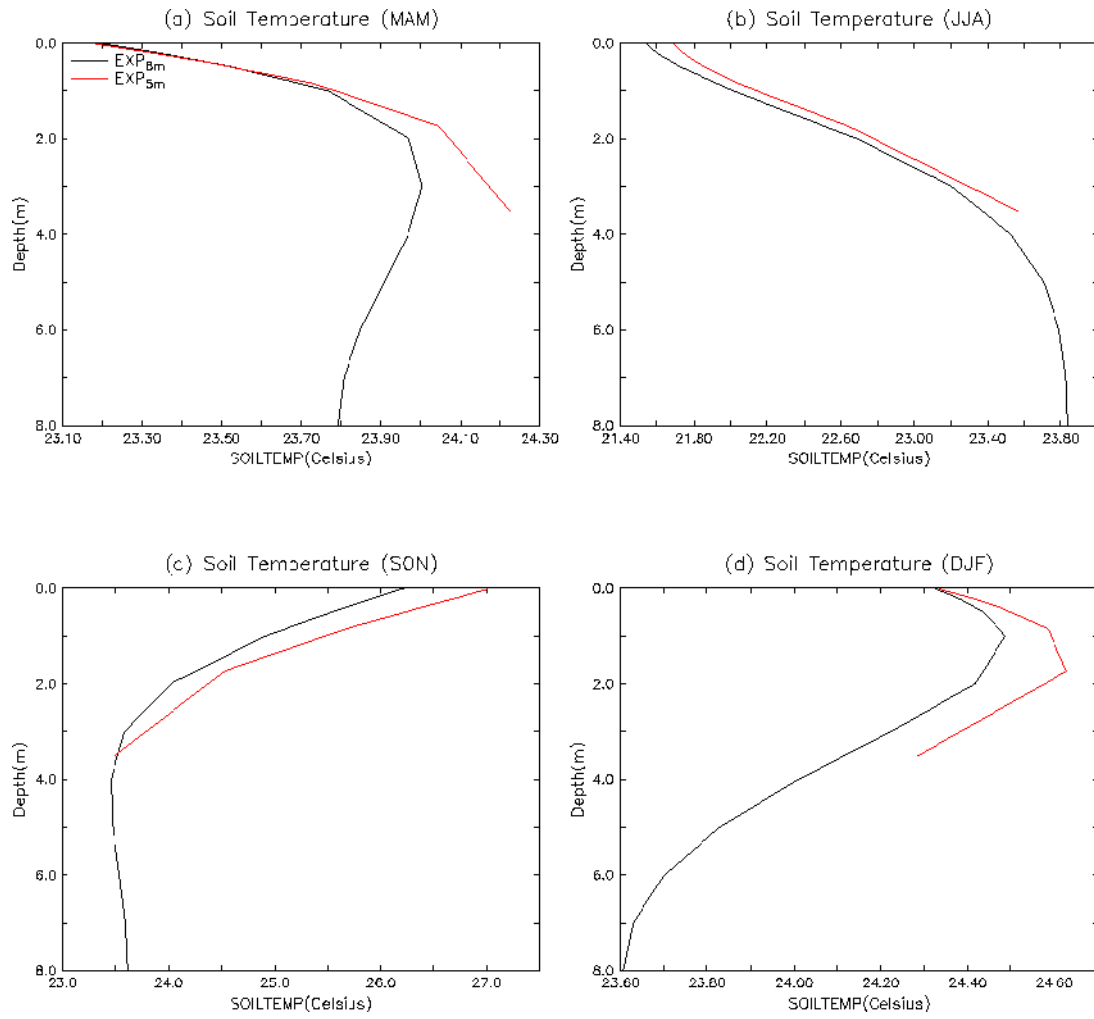 (a) Soil Temperature (MAM)
0.0
EXP8m
EXP5m
2.0
Depth(m)
4.0
6.0
8.0
23.10 23.30 23.50 23.70 23.90 24.10 24.30
SOILTEMP(Celsius)
(b) Soil Temperature (JJA)
0.0
2.0
Depth(m)
4.0
6.0
8.0
21.40 21.80 22.20 22.60 23.00 23.40 23.80
SOILTEMP(Celsius)
(c) Soil Temperature (SON)
0.0
2.0
Depth(m)
4.0
6.0
8.0
23.0 24.0 25.0 26.0 27.0
SOILTEMP(Celsius)
(d) Soil Temperature (DJF)
0.0
2.0
Depth(m)
4.0
6.0
8.0
23.60 23.80 24.00 24.20 24.40 24.60
SOILTEMP(Celsius)